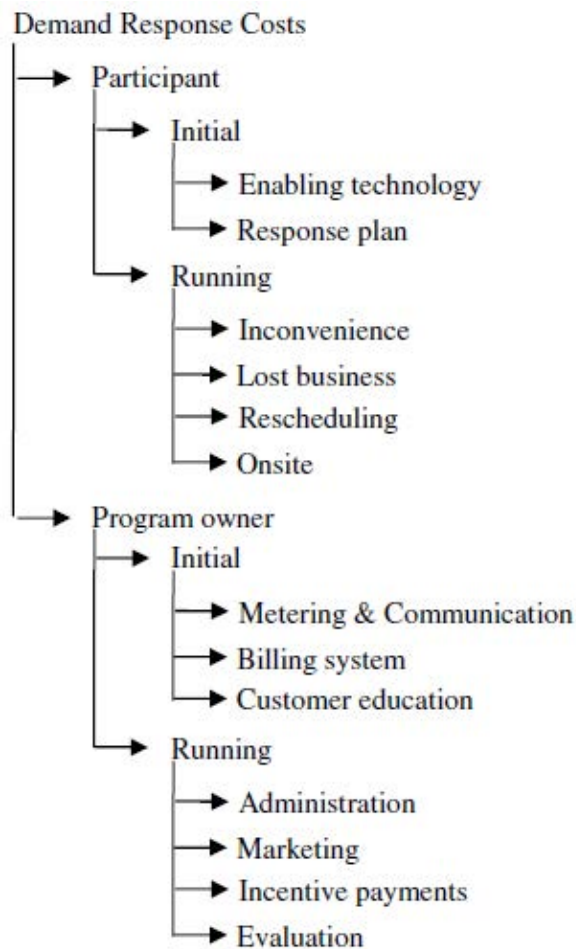 Demand Response Costs
Participant
Initial
Enabling technology
Response plan
Running
Inconvenience
Lost business
Rescheduling
Onsite
Program owner
Initial
Metering & Communication
Billing system
Customer education
Running
Administration
Marketing
Incentive payments
Evaluation